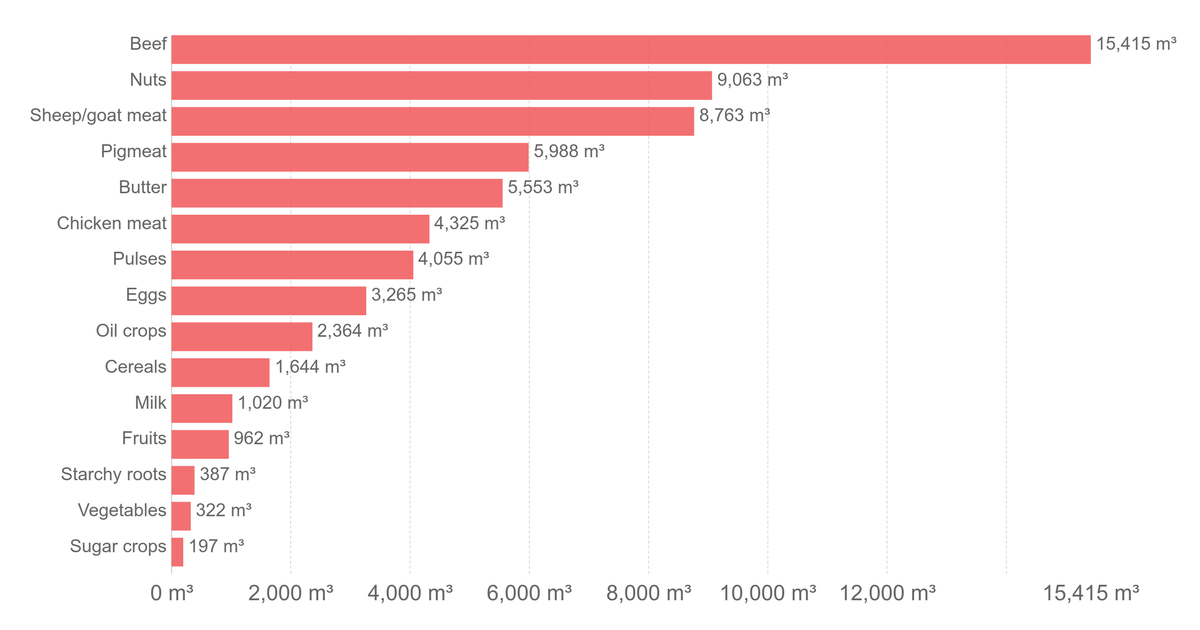 Beef 15,415 m³
Nuts 9,063 m³
Sheep/goat meat 8,763 m³
Pigmeat 5,988 m³
Butter 5,553 m³
Chicken meat 4,325 m³
Pulses 4,055 m³
Eggs 3,265 m³
Oil crops 2,364 m³
Cereals 1,644 m³
Milk 1,020 m³
Fruits 962 m³
Starchy roots 387 m³
Vegetables 322 m³
Sugar crops 197 m³
0 m³ 2,000 m³ 4,000 m³ 6,000 m³ 8,000 m³ 10,000 m³ 12,000 m³ 15,415 m³